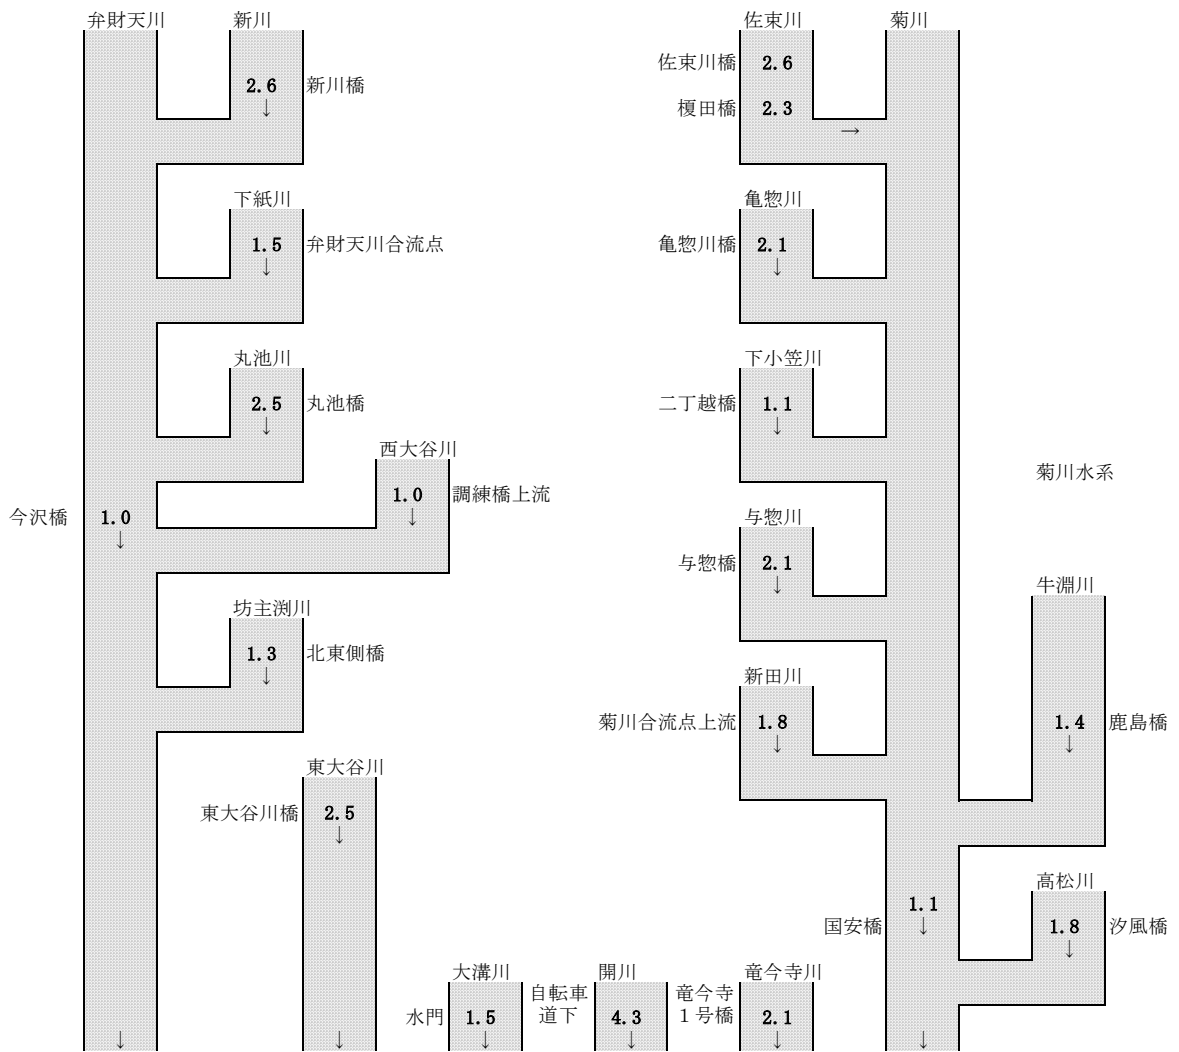 弁財天川 新川 佐束川 菊川
佐束川橋 2.6
2.6 新川橋
↓
榎田橋 2.3
→
下紙川 亀惣川
1.5 弁財天川合流点 亀惣川橋 2.1
↓ ↓
丸池川 下小笠川
2.5 丸池橋 二丁越橋 1.1
↓ ↓
西大谷川
菊川水系
1.0 調練橋上流
今沢橋 1.0 ↓ 与惣川
↓
与惣橋 2.1
↓ 牛淵川
坊主渕川
1.3 北東側橋
↓ 新田川
菊川合流点上流 1.8 1.4 鹿島橋
↓ ↓
東大谷川
東大谷川橋 2.5
↓
高松川
1.1
国安橋 ↓ 1.8 汐風橋
↓
大溝川 開川 竜今寺川
自転車 竜今寺
水門 1.5 道下 4.3 1号橋 2.1
↓ ↓ ↓ ↓ ↓ ↓